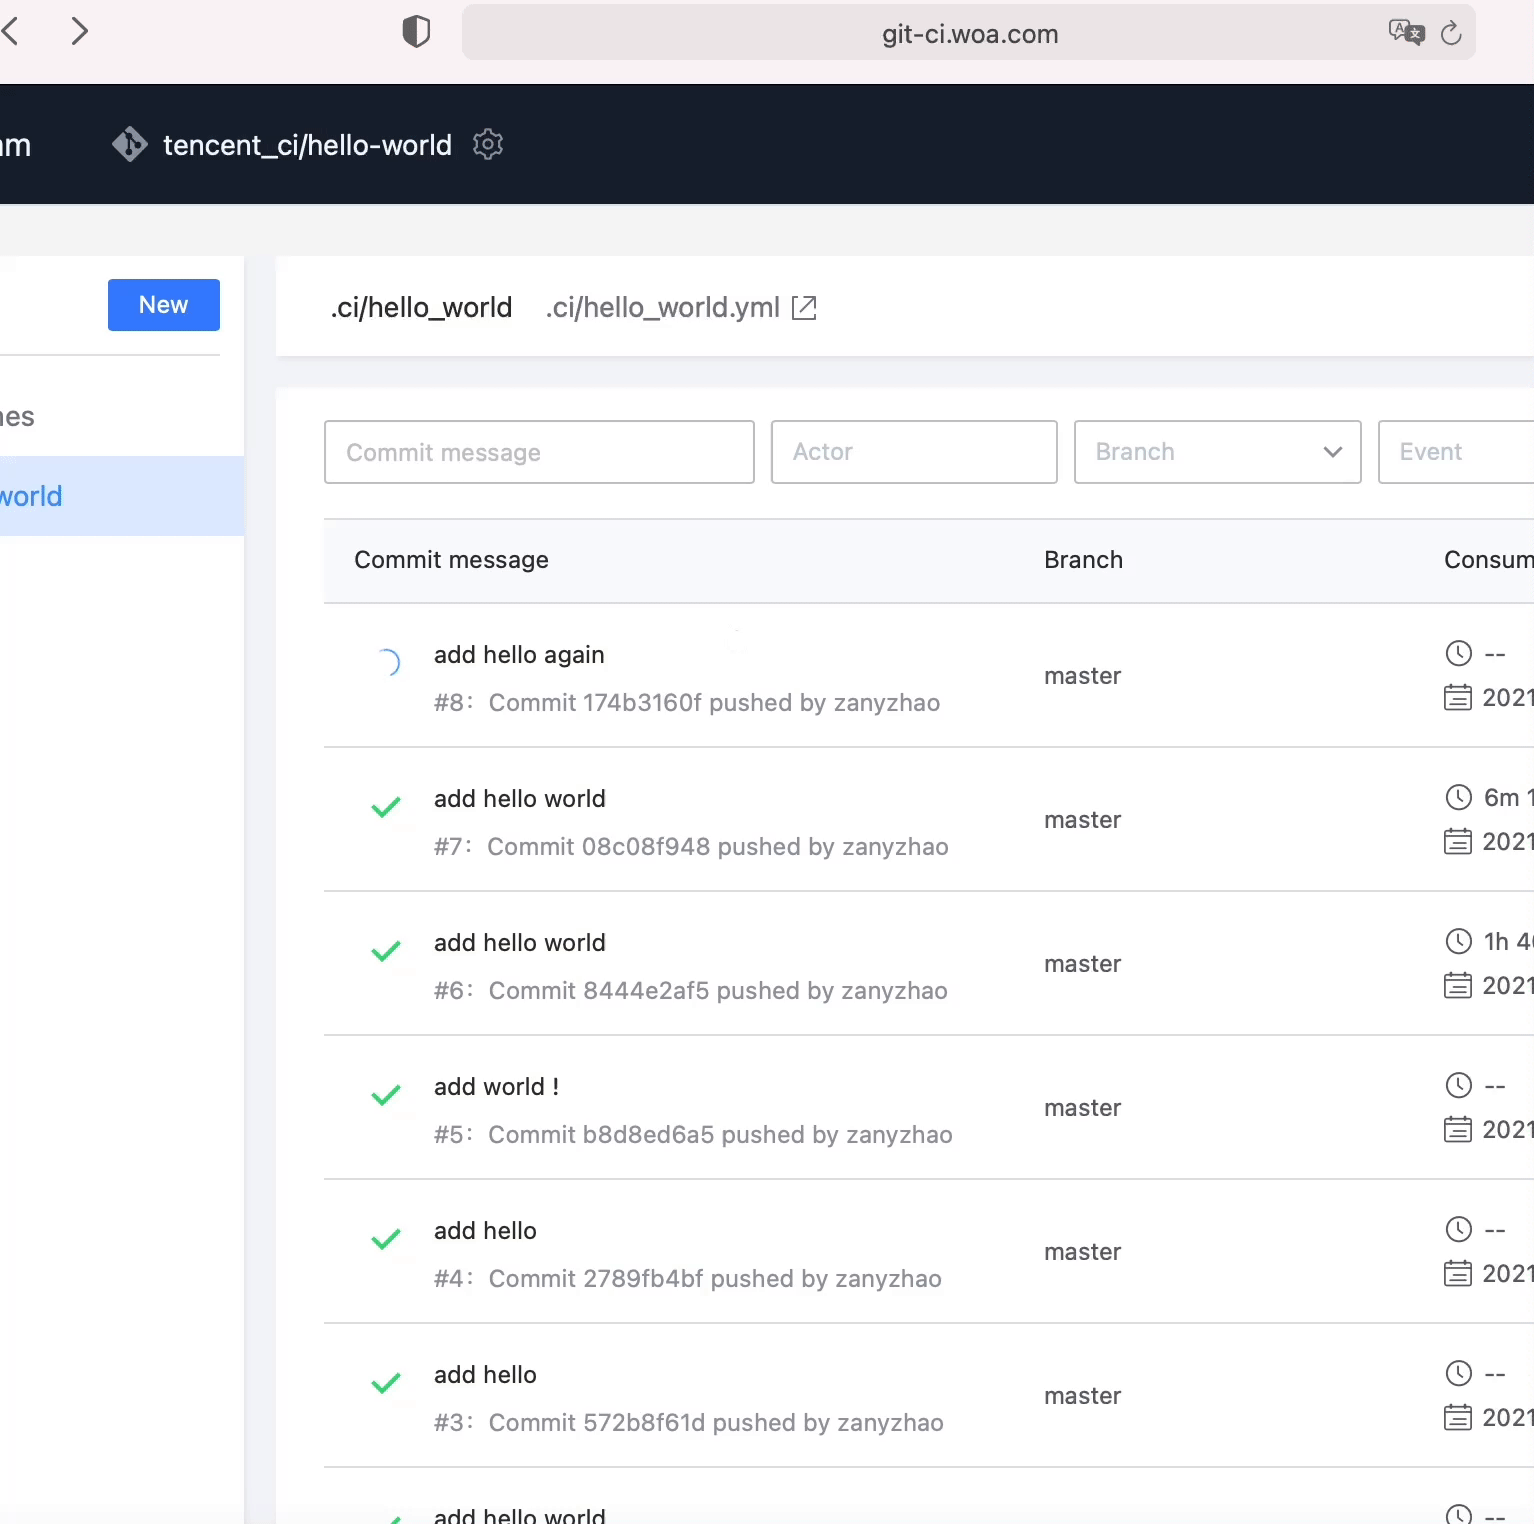 git-ci.woa.com
am
tencent_ci/hello-world
New
.ci/hello_world .ci/hello_world.yml
nes
world
Commit message Actor Branch Event
Commit message Branch Consum
add hello again
#8: Commit 174b3160f pushed by zanyzhao
master
--
2021
add hello world
#7: Commit 08c08f948 pushed by zanyzhao
master
6m 1
2021
add hello world
#6: Commit 8444e2af5 pushed by zanyzhao
master
1h 40
2021
add world !
#5: Commit b8d8ed6a5 pushed by zanyzhao
master
--
2021
add hello
#4: Commit 2789fb4bf pushed by zanyzhao
master
--
2021
add hello
#3: Commit 572b8f61d pushed by zanyzhao
master
--
2021
add hello world
--